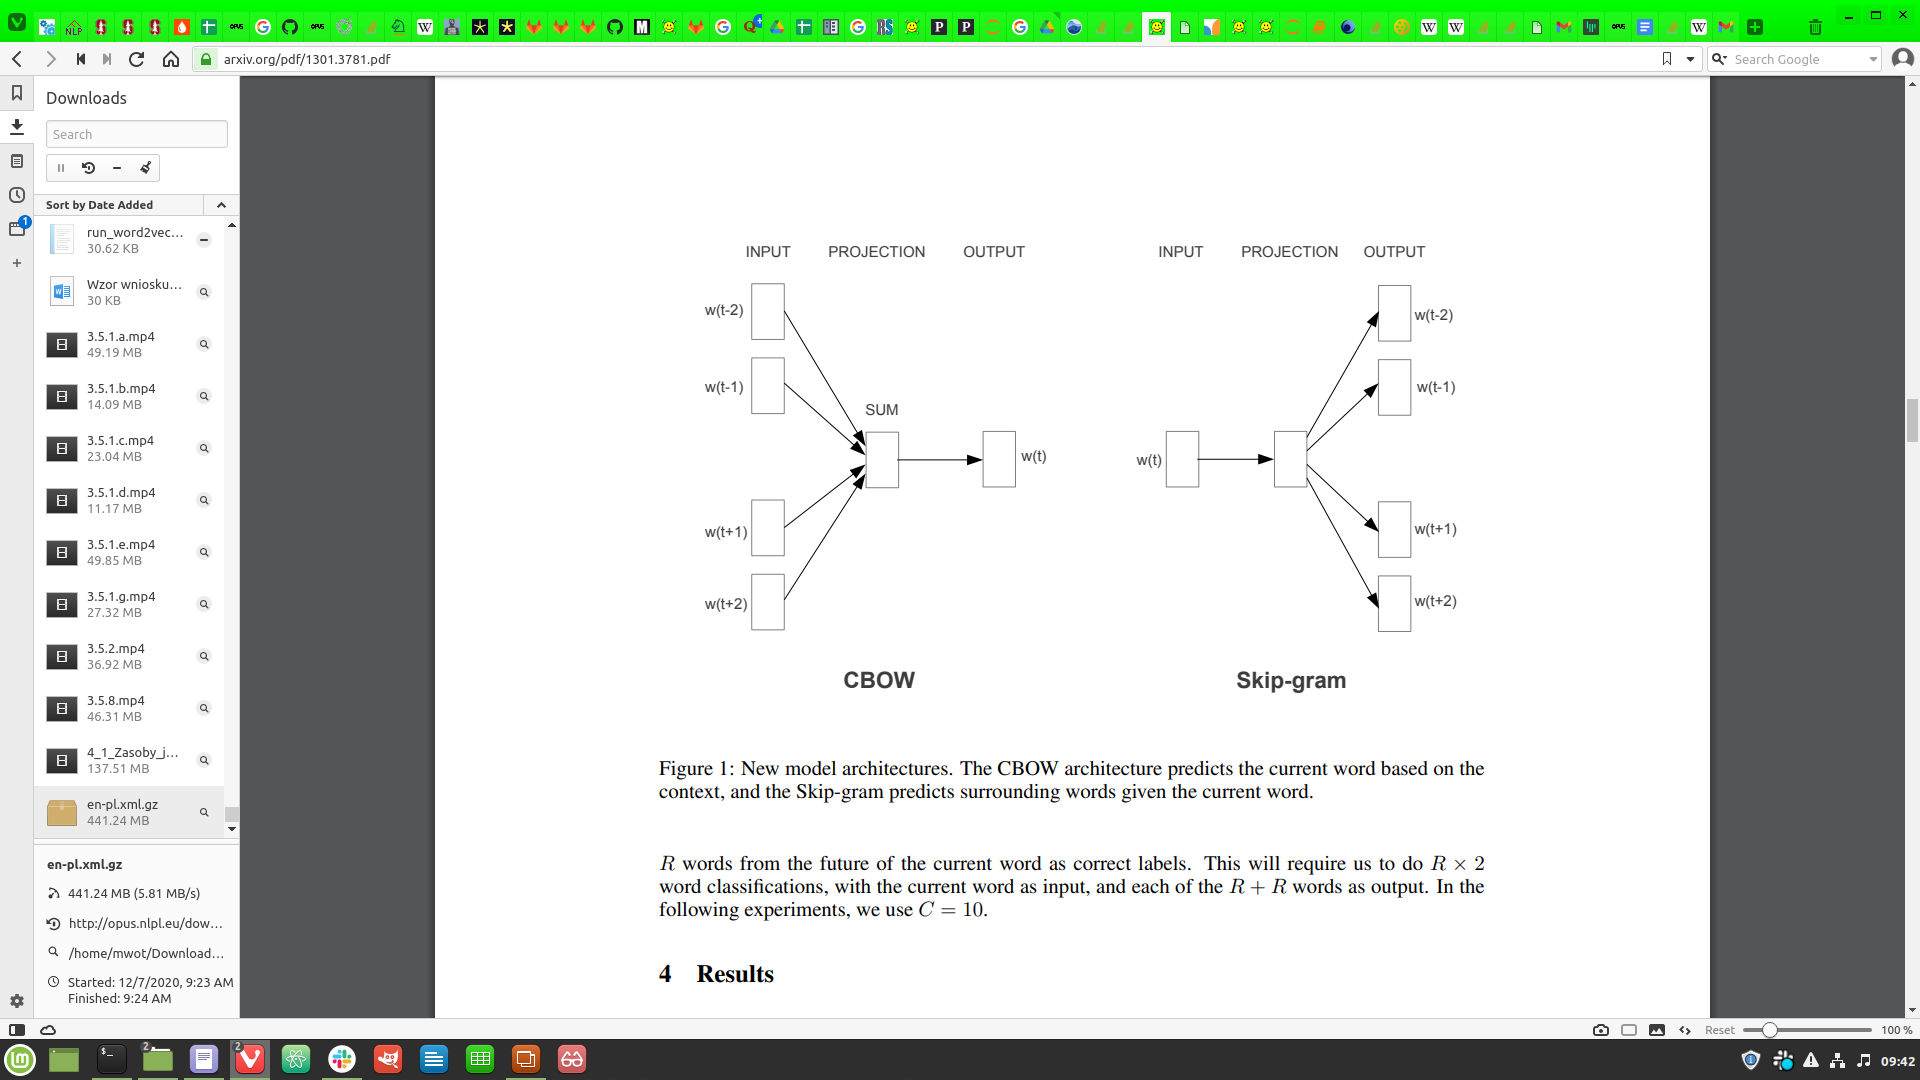 arxiv.org/pdf/1301.3781.pdf
Search Google
Downloads
Search
Sort by Date Added
run_word2vec...
30.62 KB
Wzor wniosku...
30 KB
3.5.1.a.mp4
49.19 MB
3.5.1.b.mp4
14.09 MB
3.5.1.c.mp4
23.04 MB
3.5.1.d.mp4
11.17 MB
3.5.1.e.mp4
49.85 MB
3.5.1.g.mp4
27.32 MB
3.5.2.mp4
36.92 MB
3.5.8.mp4
46.31 MB
4_1_Zasoby_j...
137.51 MB
en-pl.xml.gz
441.24 MB
en-pl.xml.gz
441.24 MB (5.81 MB/s)
http://opus.nlpl.eu/dow...
/home/mwot/Download...
Started: 12/7/2020, 9:23 AM
Finished: 9:24 AM
INPUT PROJECTION OUTPUT
w(t-2)
w(t-1)
SUM
w(t)
w(t+1)
w(t+2)
CBOW
INPUT PROJECTION OUTPUT
w(t-2)
w(t-1)
w(t)
w(t+1)
w(t+2)
Skip-gram
Figure 1: New model architectures. The CBOW architecture predicts the current word based on the
context, and the Skip-gram predicts surrounding words given the current word.
R words from the future of the current word as correct labels. This will require us to do R × 2
word classifications, with the current word as input, and each of the R + R words as output. In the
following experiments, we use C = 10.
4 Results
Reset 100 %
09:42